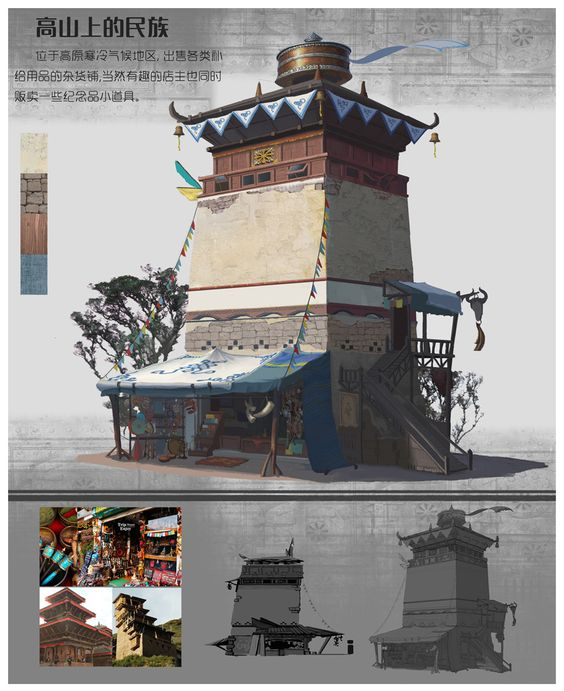 高山上的民族
位于高原寒冷气候地区, 出售各类补
给用品的杂货铺,当然有趣的店主也同时
贩卖一些纪念品小道具。
Enjoy